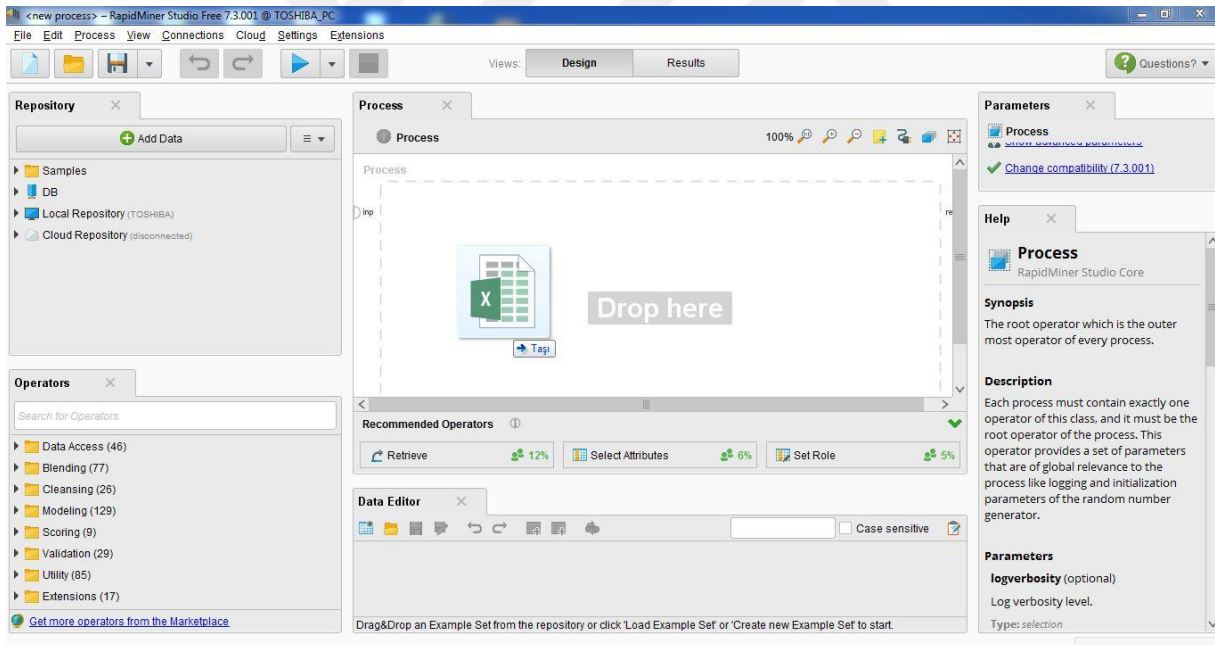 <new process> – RapidMiner Studio Free 7.3.001 @ TOSHIBA_PC
File Edit Process View Connections Cloud Settings Extensions
Views: Design Results
Questions?
Repository
Add Data
Samples
DB
Local Repository (TOSHIBA)
Cloud Repository (disconnected)
Operators
Search for Operators
Data Access (46)
Blending (77)
Cleansing (26)
Modeling (129)
Scoring (9)
Validation (29)
Utility (85)
Extensions (17)
Get more operators from the Marketplace
Process
Process
100%
Process
inp
re
X
Drop here
Taşı
Recommended Operators
Retrieve 12%
Select Attributes 6%
Set Role 5%
Data Editor
Case sensitive
Drag&Drop an Example Set from the repository or click 'Load Example Set' or 'Create new Example Set' to start.
Parameters
Process
Show advanced parameters
Change compatibility (7.3.001)
Help
Process
RapidMiner Studio Core
Synopsis
The root operator which is the outer
most operator of every process.
Description
Each process must contain exactly one
operator of this class, and it must be the
root operator of the process. This
operator provides a set of parameters
that are of global relevance to the
process like logging and initialization
parameters of the random number
generator.
Parameters
logverbosity (optional)
Log verbosity level.
Type: selection